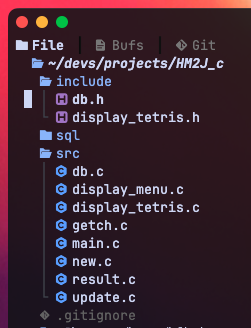 File Bufs Git
~/devs/projects/HM2J_c
include
db.h
display_tetris.h
sql
src
db.c
display_menu.c
display_tetris.c
getch.c
main.c
new.c
result.c
update.c
.gitignore